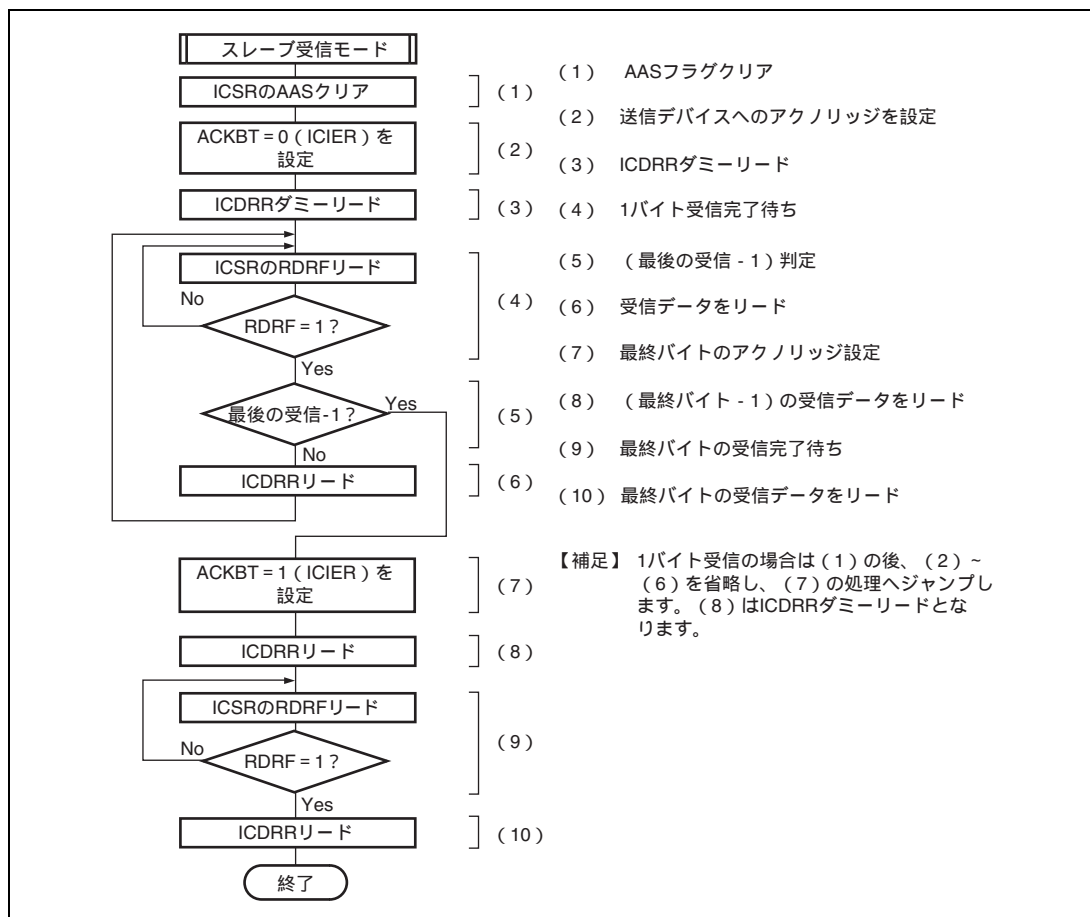 スレーブ受信モード
ICSRのAASクリア
(1)
ACKBT = 0 (ICIER) を
設定
(2)
ICDRRダミーリード
(3)
ICSRのRDRFリード
No
RDRF = 1 ?
(4)
Yes
最後の受信-1 ?
Yes
(5)
No
ICDRRリード
(6)
ACKBT = 1 (ICIER) を
設定
(7)
ICDRRリード
(8)
ICSRのRDRFリード
No
RDRF = 1 ?
(9)
Yes
ICDRRリード
(10)
終了
(1) AASフラグクリア
(2) 送信デバイスへのアクノリッジを設定
(3) ICDRRダミーリード
(4) 1バイト受信完了待ち
(5) (最後の受信 - 1) 判定
(6) 受信データをリード
(7) 最終バイトのアクノリッジ設定
(8) (最終バイト - 1) の受信データをリード
(9) 最終バイトの受信完了待ち
(10) 最終バイトの受信データをリード
【補足】 1バイト受信の場合は (1) の後、(2) ~
(6) を省略し、(7) の処理へジャンプし
ます。(8) はICDRRダミーリードとな
ります。